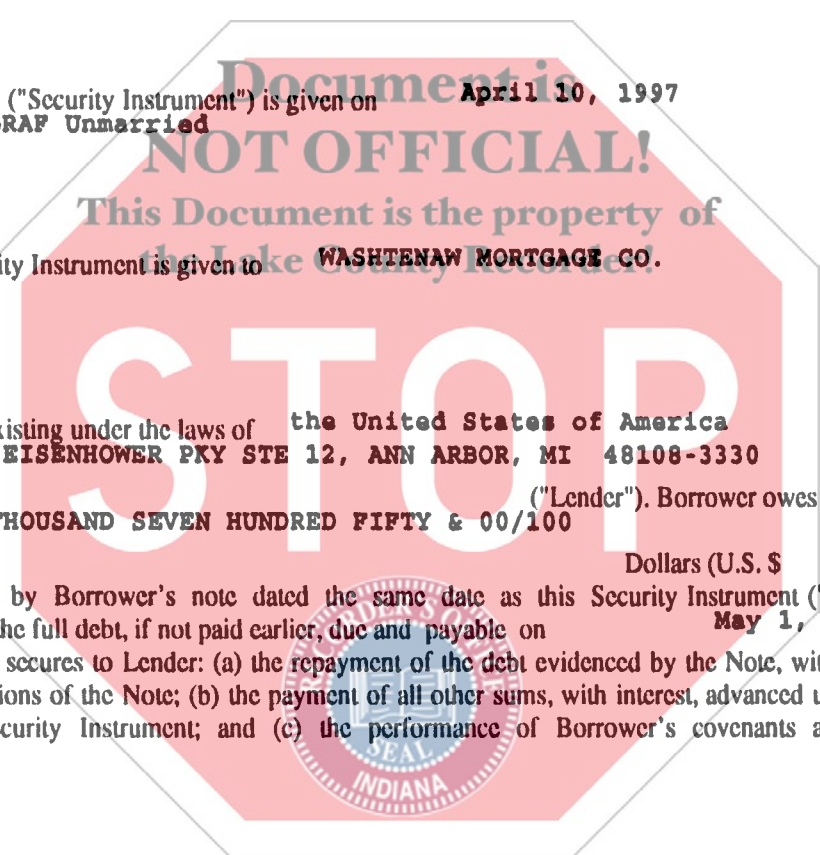 Document is
("Security Instrument") is given on April 10, 1997
GRAF Unmarried
NOT OFFICIAL!
This Document is the property of
the Lake County Recorder!
ity Instrument is given to WASHTENAW MORTGAGE CO.
STOP
xisting under the laws of the United States of America
EISENHOWER PKY STE 12, ANN ARBOR, MI 48108-3330
("Lender"). Borrower owes
THOUSAND SEVEN HUNDRED FIFTY & 00/100
Dollars (U.S. $
by Borrower's note dated the same date as this Security Instrument ("
he full debt, if not paid earlier, due and payable on May 1,
secures to Lender: (a) the repayment of the debt evidenced by the Note, wit
ions of the Note; (b) the payment of all other sums, with interest, advanced u
curity Instrument; and (c) the performance of Borrower's covenants a
RECORDER'S OFFICE
SEAL
INDIANA